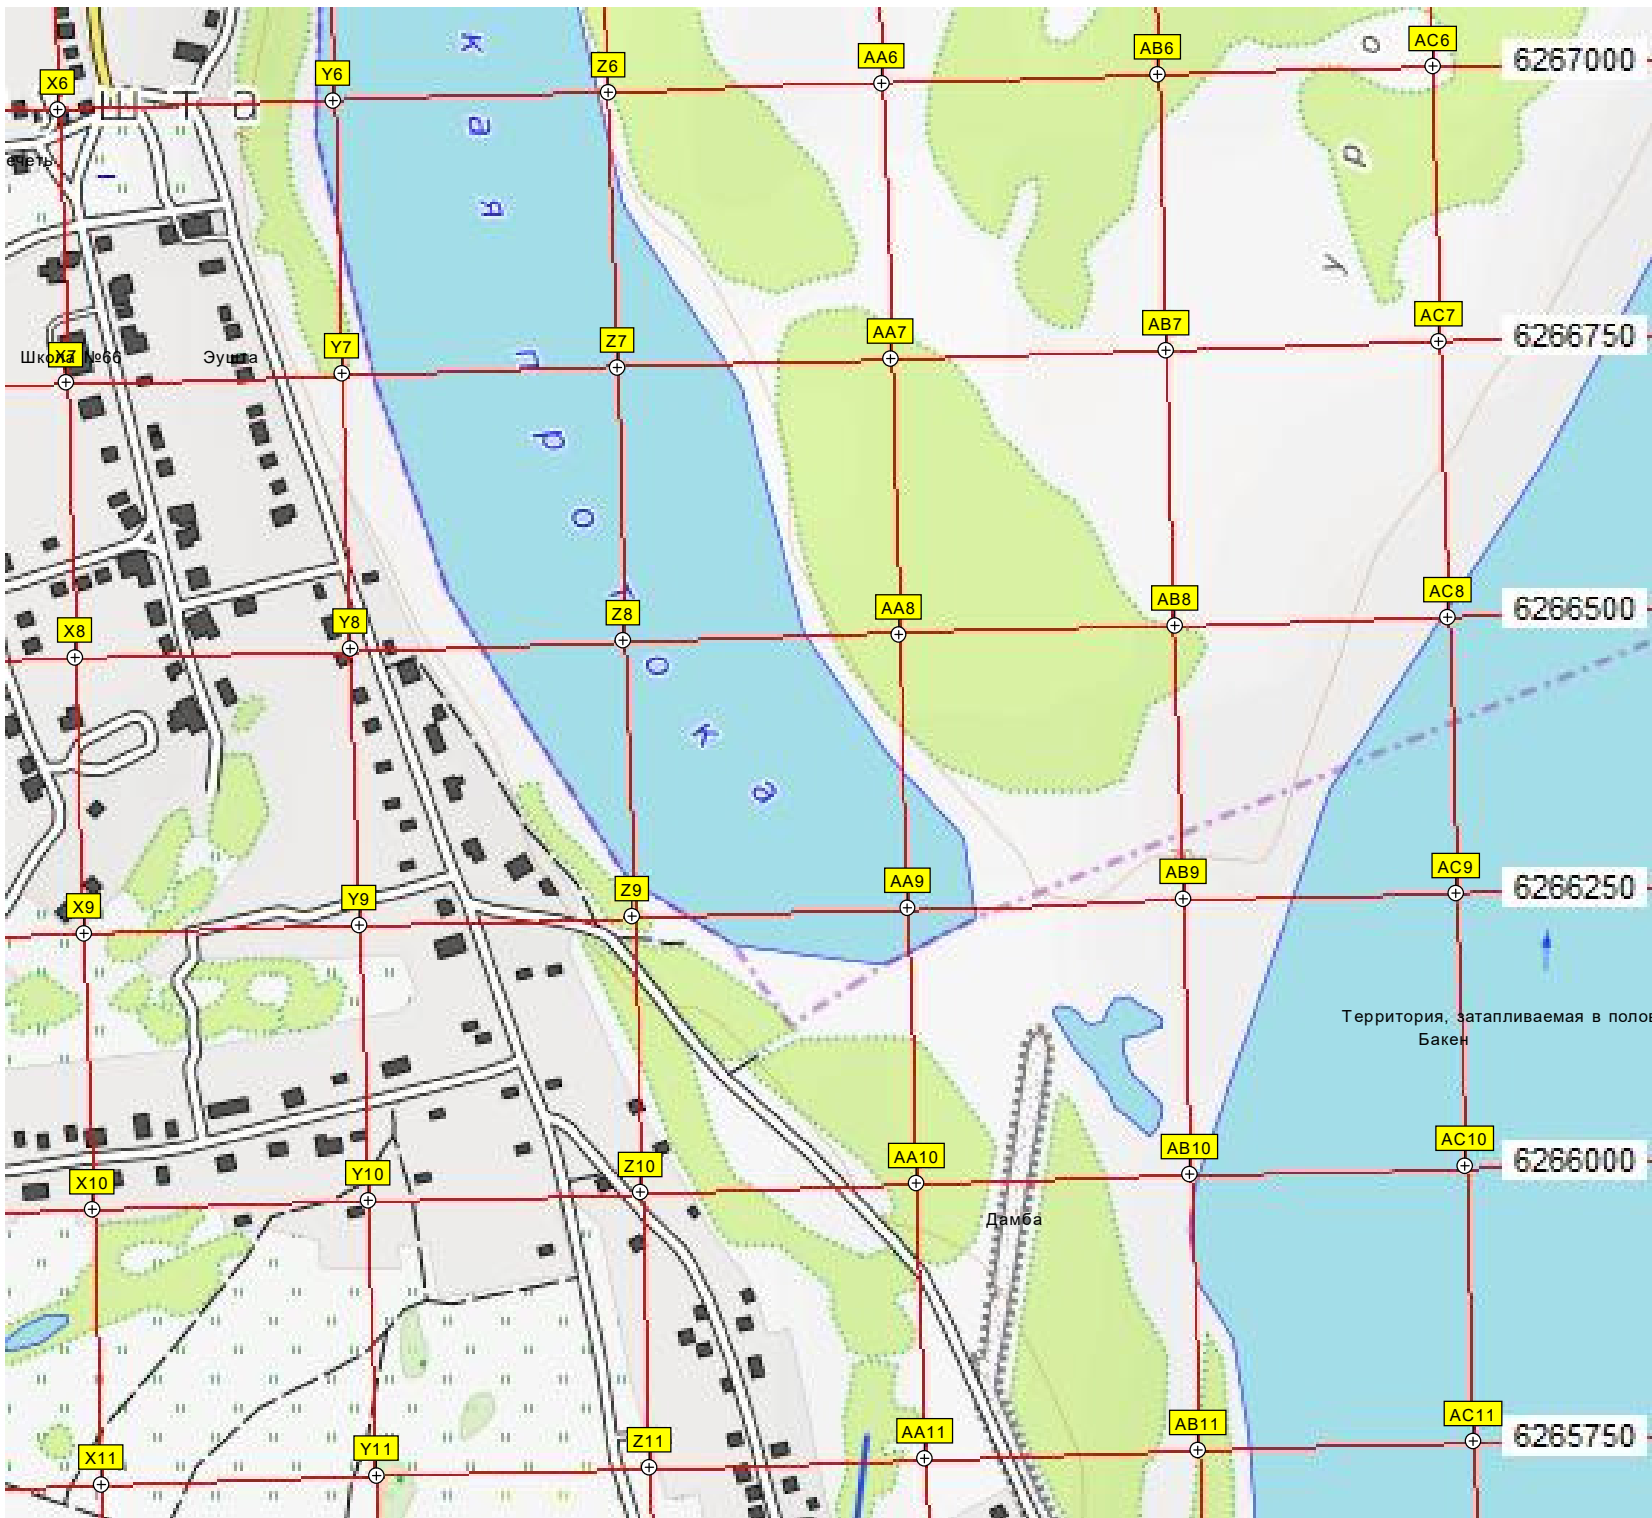 X6 Y6 Z6 AA6 AB6 AC6 6267000
Ш Т а
ечеть
к а я п р о т о к а
у р о
X7 Y7 Z7 AA7 AB7 AC7 6266750
Школа №66 Эушта
X8 Y8 Z8 AA8 AB8 AC8 6266500
X9 Y9 Z9 AA9 AB9 AC9 6266250
Территория, затапливаемая в полов
Бакен
X10 Y10 Z10 AA10 AB10 AC10 6266000
Дамба
X11 Y11 Z11 AA11 AB11 AC11 6265750